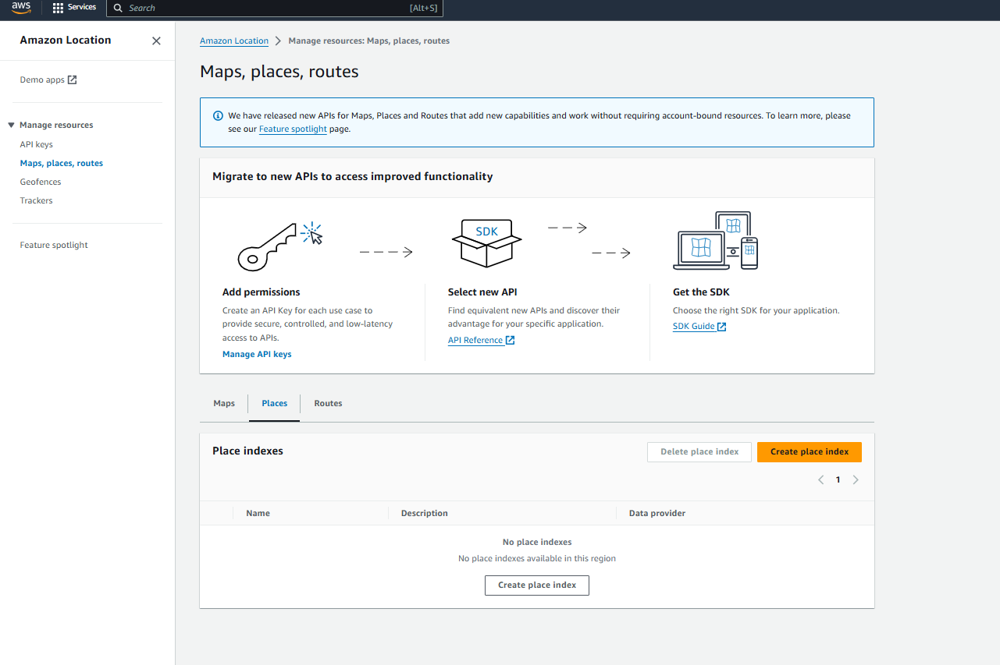 aws
Services
Search
[Alt+S]
Amazon Location
Demo apps
Manage resources
API keys
Maps, places, routes
Geofences
Trackers
Feature spotlight
Amazon Location > Manage resources: Maps, places, routes
Maps, places, routes
We have released new APIs for Maps, Places and Routes that add new capabilities and work without requiring account-bound resources. To learn more, please
see our Feature spotlight page.
Migrate to new APIs to access improved functionality
Add permissions
Create an API Key for each use case to
provide secure, controlled, and low-latency
access to APIs.
Manage API keys
SDK
Select new API
Find equivalent new APIs and discover their
advantage for your specific application.
API Reference
Get the SDK
Choose the right SDK for your application.
SDK Guide
Maps
Places
Routes
Place indexes
Delete place index
Create place index
1
Name
Description
Data provider
No place indexes
No place indexes available in this region
Create place index